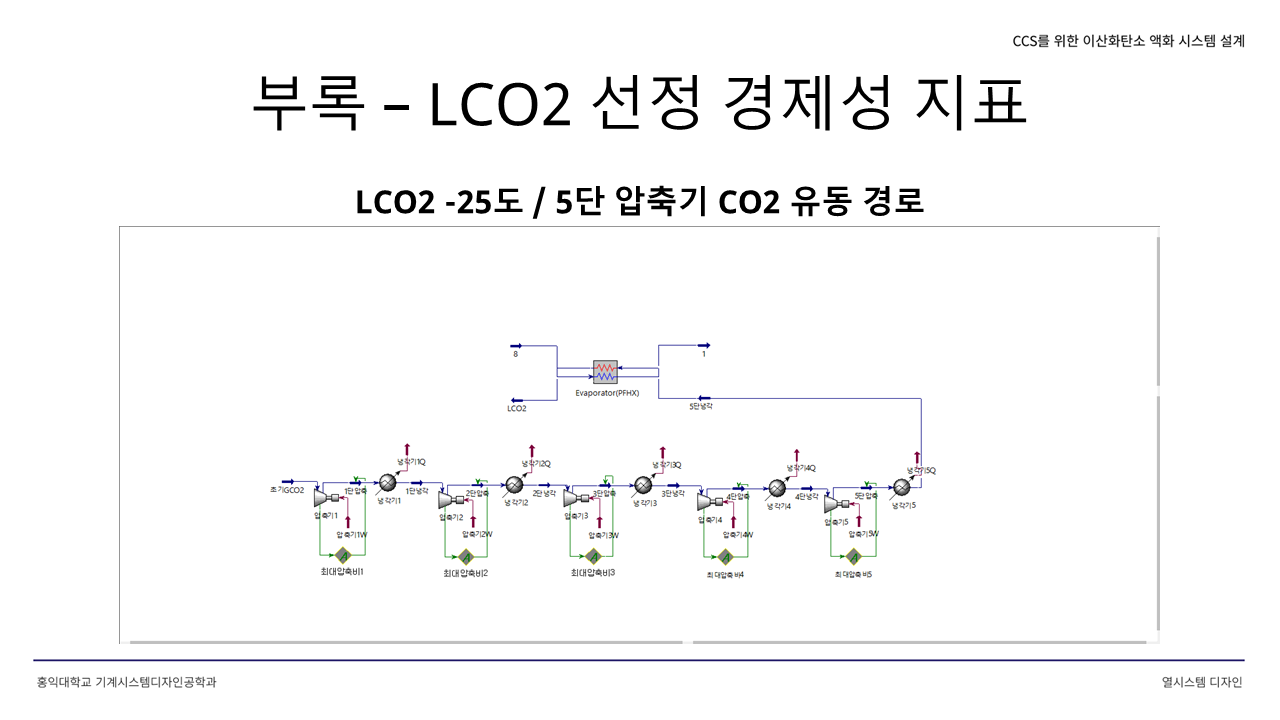 CCS를 위한 이산화탄소 액화 시스템 설계
부록 – LCO2 선정 경제성 지표
LCO2 -25도 / 5단 압축기 CO2 유동 경로
8
1
Evaporator(PFHX)
LCO2
5단냉각
냉각기1Q
냉각기2Q
냉각기3Q
냉각기4Q
냉각기5Q
초기GCO2
1단압축
1단냉각
2단압축
2단냉각
3단압축
3단냉각
4단압축
4단냉각
5단압축
냉각기1
냉각기2
냉각기3
냉각기4
냉각기5
압축기1
압축기2
압축기3
압축기4
압축기5
압축기1W
압축기2W
압축기3W
압축기4W
압축기5W
최대압축비1
최대압축비2
최대압축비3
최대압축비4
최대압축비5
홍익대학교 기계시스템디자인공학과
열시스템 디자인